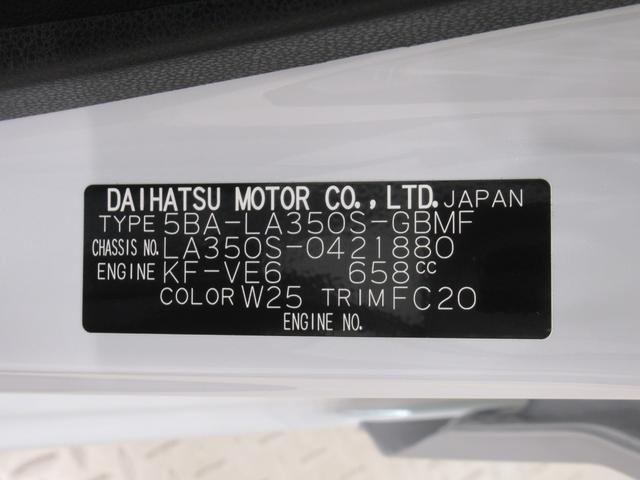 DAIHATSU MOTOR CO., LTD. JAPAN
TYPE 5BA-LA350S-GBMF
CHASSIS NO. LA350S-0421880
ENGINE KF-VE6 658cc
COLOR W25 TRIM FC20
ENGINE NO.